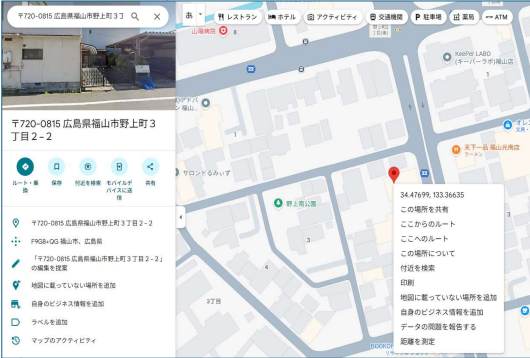 〒720-0815 広島県福山市野上町3丁
あ
レストラン
ホテル
アクティビティ
交通機関
駐車場
薬局
ATM
山陽病院
KeePer LABO
(キーパーラボ)福山店
天下一品 福山光南店
ラーメン
サロンドるみぃず
野上南公園
1
1
3
3
4
3丁目
〒720-0815 広島県福山市野上町3
丁目2−2
ルート・乗換
保存
付近を検索
モバイルデバイスに送信
共有
〒720-0815 広島県福山市野上町3丁目2−2
F9G8+QG 福山市、広島県
「〒720-0815 広島県福山市野上町3丁目2−2」
の編集を提案
地図に載っていない場所を追加
自身のビジネス情報を追加
ラベルを追加
マップのアクティビティ
34.47699, 133.36635
この場所を共有
ここからのルート
ここへのルート
この場所について
付近を検索
印刷
地図に載っていない場所を追加
自身のビジネス情報を追加
データの問題を報告する
距離を測定